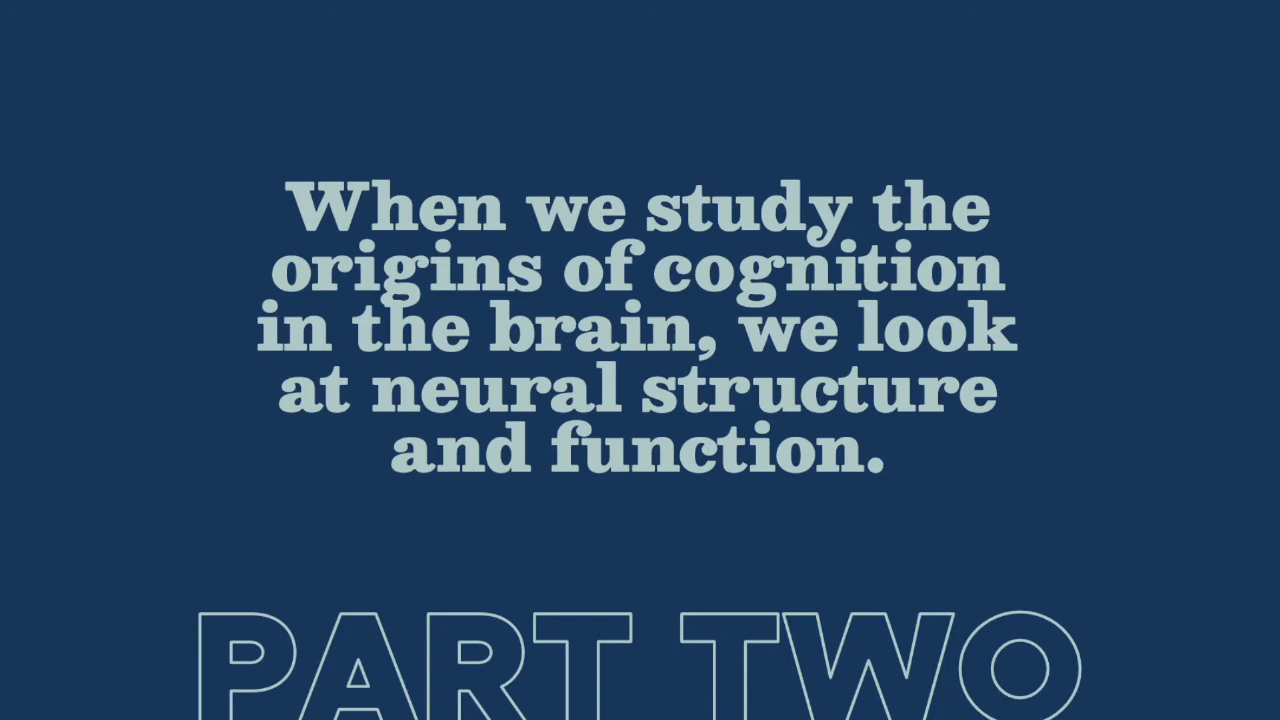 When we study the
origins of cognition
in the brain, we look
at neural structure
and function.
PART TWO